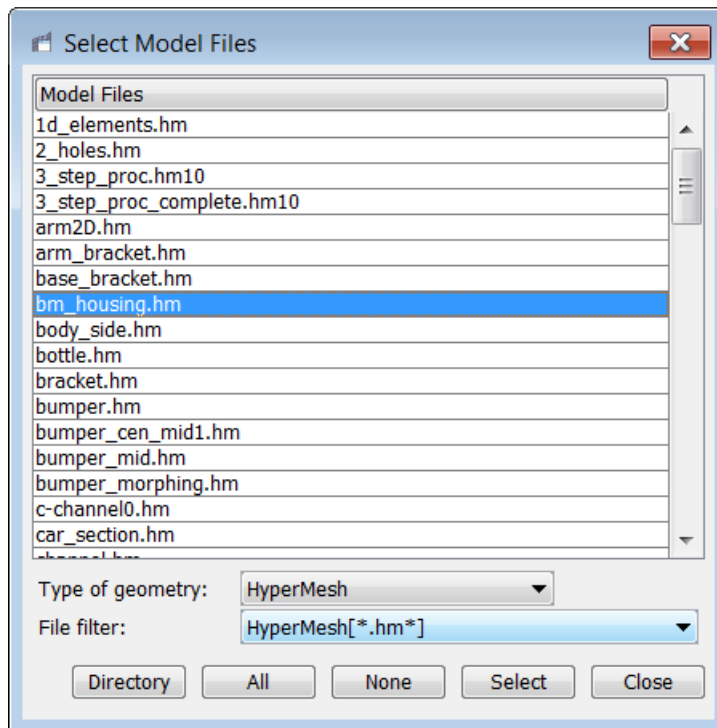 Select Model Files
Model Files
1d_elements.hm
2_holes.hm
3_step_proc.hm10
3_step_proc_complete.hm10
arm2D.hm
arm_bracket.hm
base_bracket.hm
bm_housing.hm
body_side.hm
bottle.hm
bracket.hm
bumper.hm
bumper_cen_mid1.hm
bumper_mid.hm
bumper_morphing.hm
c-channel0.hm
car_section.hm
channel.hm
Type of geometry: HyperMesh
File filter: HyperMesh[*.hm*]
Directory All None Select Close